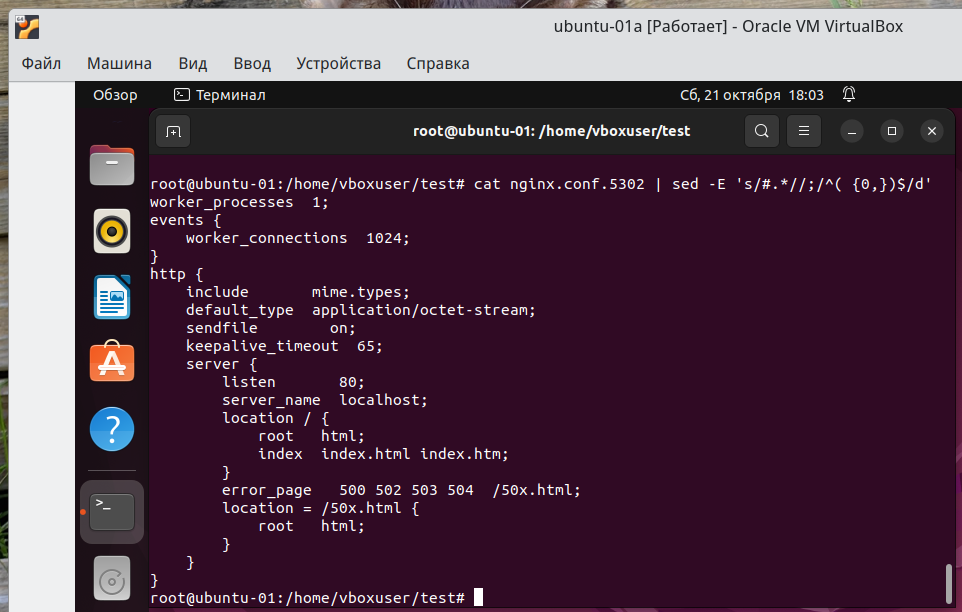 ubuntu-01a [Работает] - Oracle VM VirtualBox
Файл Машина Вид Ввод Устройства Справка
Обзор Терминал Сб, 21 октября 18:03
root@ubuntu-01: /home/vboxuser/test
root@ubuntu-01:/home/vboxuser/test# cat nginx.conf.5302 | sed -E 's/#.*//;/^( {0,})$/d'
worker_processes  1;
events {
    worker_connections  1024;
}
http {
    include       mime.types;
    default_type  application/octet-stream;
    sendfile        on;
    keepalive_timeout  65;
    server {
        listen       80;
        server_name  localhost;
        location / {
            root   html;
            index  index.html index.htm;
        }
        error_page   500 502 503 504  /50x.html;
        location = /50x.html {
            root   html;
        }
    }
}
root@ubuntu-01:/home/vboxuser/test#